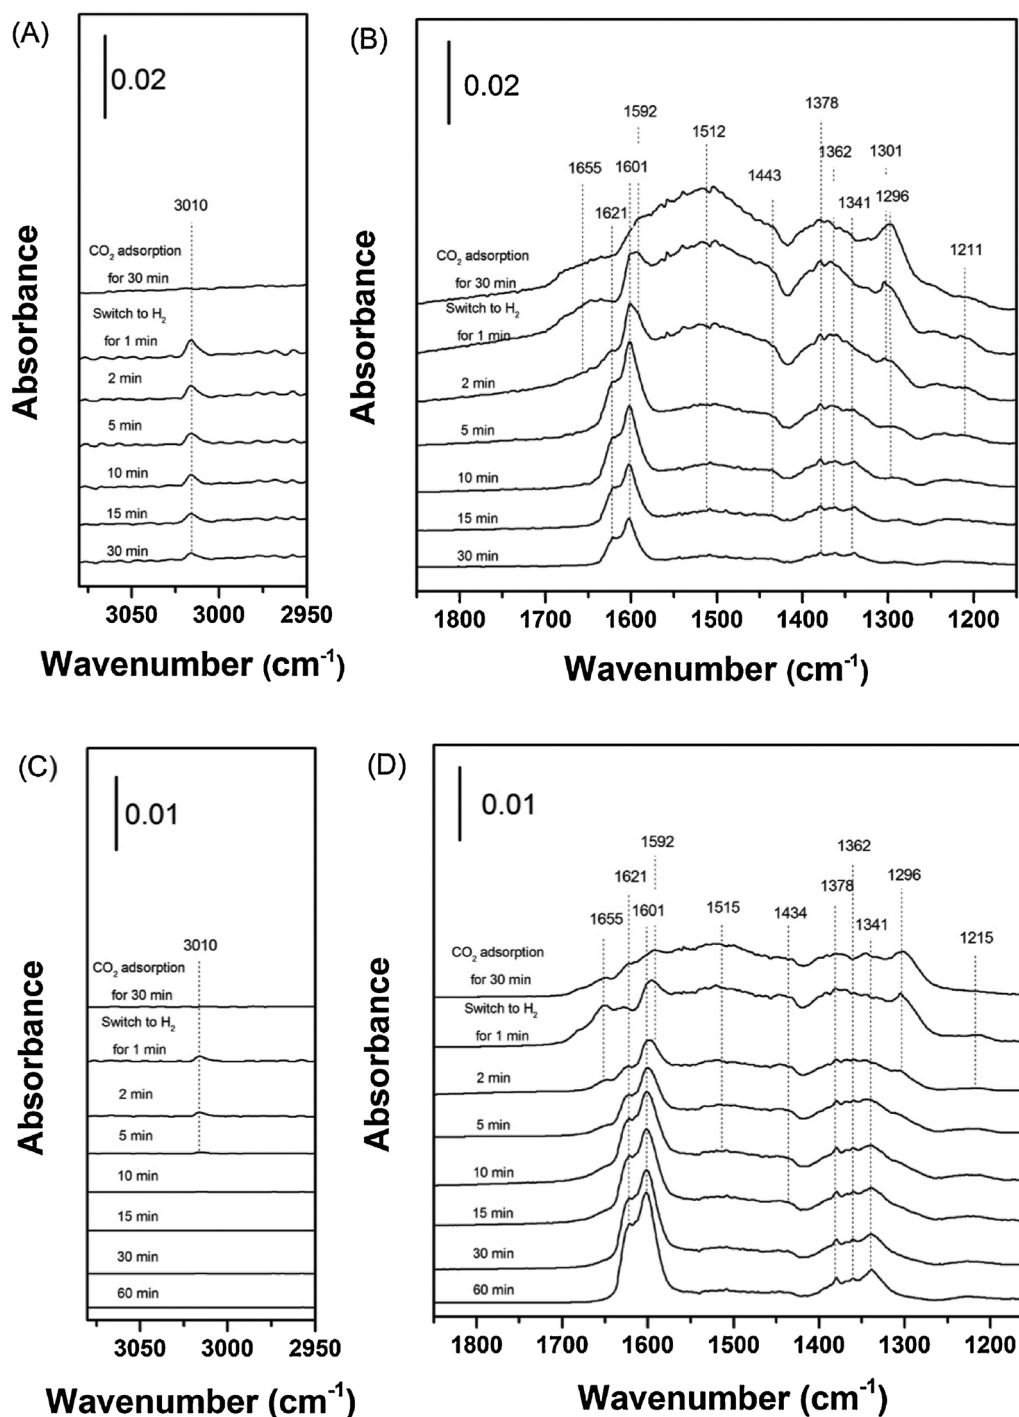 (A)
0.02
3010
CO₂ adsorption
for 30 min
Switch to H₂
for 1 min
2 min
5 min
10 min
15 min
30 min
Absorbance
3050
3000
2950
Wavenumber (cm⁻¹)
(B)
0.02
1592
1655
1601
1621
1512
1443
1378
1362
1341
1301
1296
1211
CO₂ adsorption
for 30 min
Switch to H₂
for 1 min
2 min
5 min
10 min
15 min
30 min
Absorbance
1800
1700
1600
1500
1400
1300
1200
Wavenumber (cm⁻¹)
(C)
0.01
3010
CO₂ adsorption
for 30 min
Switch to H₂
for 1 min
2 min
5 min
10 min
15 min
30 min
60 min
Absorbance
3050
3000
2950
Wavenumber (cm⁻¹)
(D)
0.01
1592
1621
1655
1601
1515
1434
1362
1378
1341
1296
1215
CO₂ adsorption
for 30 min
Switch to H₂
for 1 min
2 min
5 min
10 min
15 min
30 min
60 min
Absorbance
1800
1700
1600
1500
1400
1300
1200
Wavenumber (cm⁻¹)